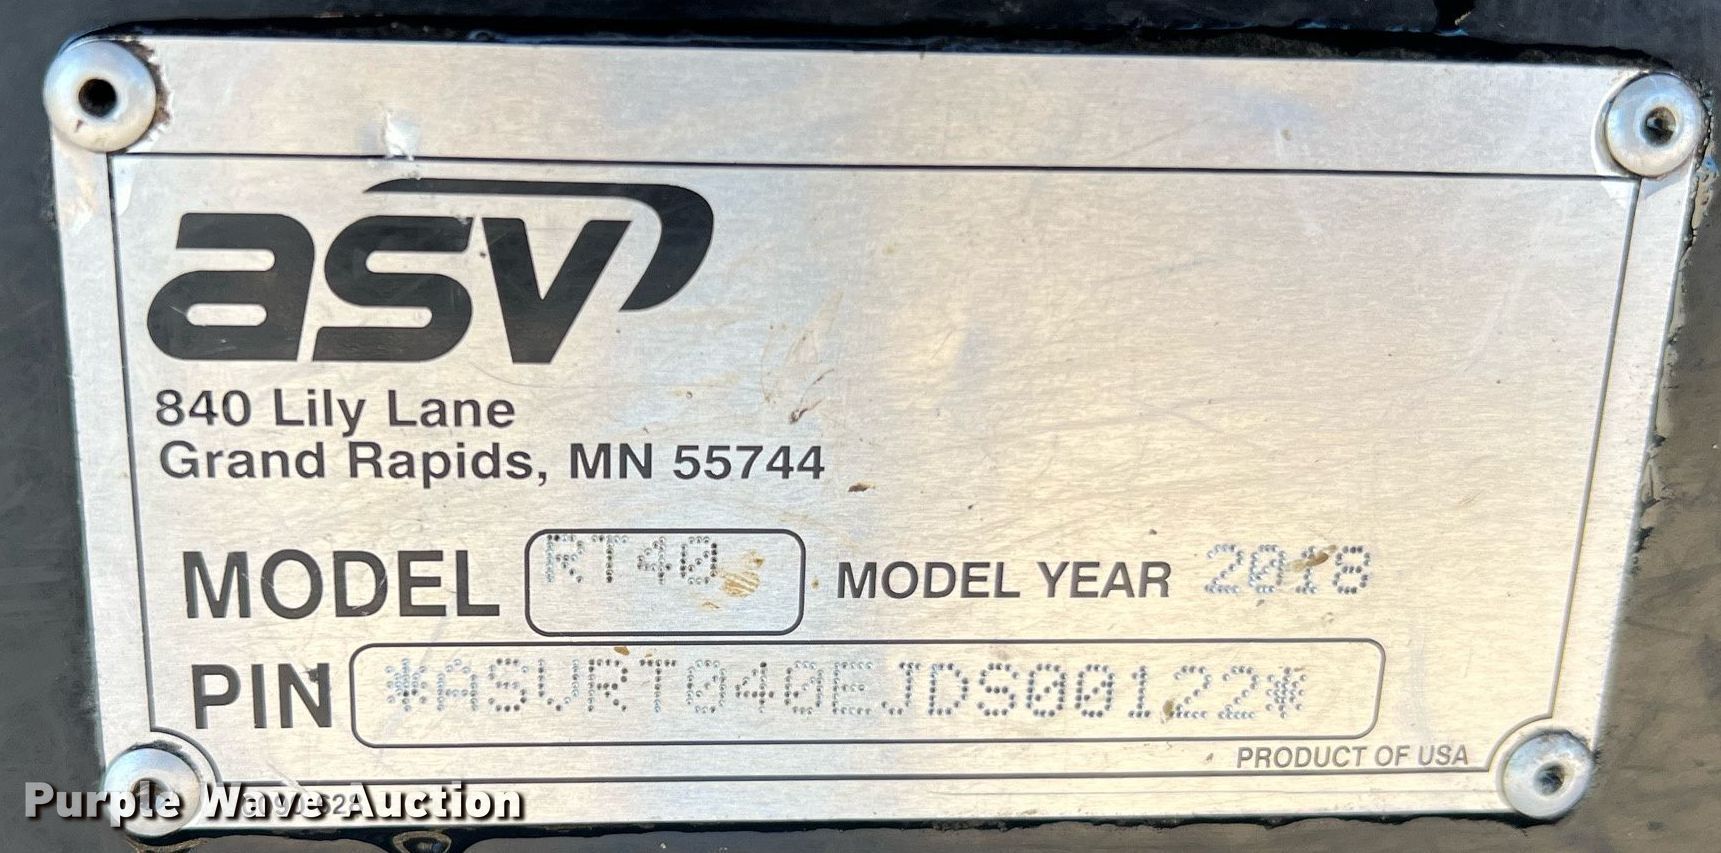 asv
840 Lily Lane
Grand Rapids, MN 55744
MODEL RT40 MODEL YEAR 2018
PIN *ASVRT040EJDS00122*
PRODUCT OF USA
Purple Wave Auction